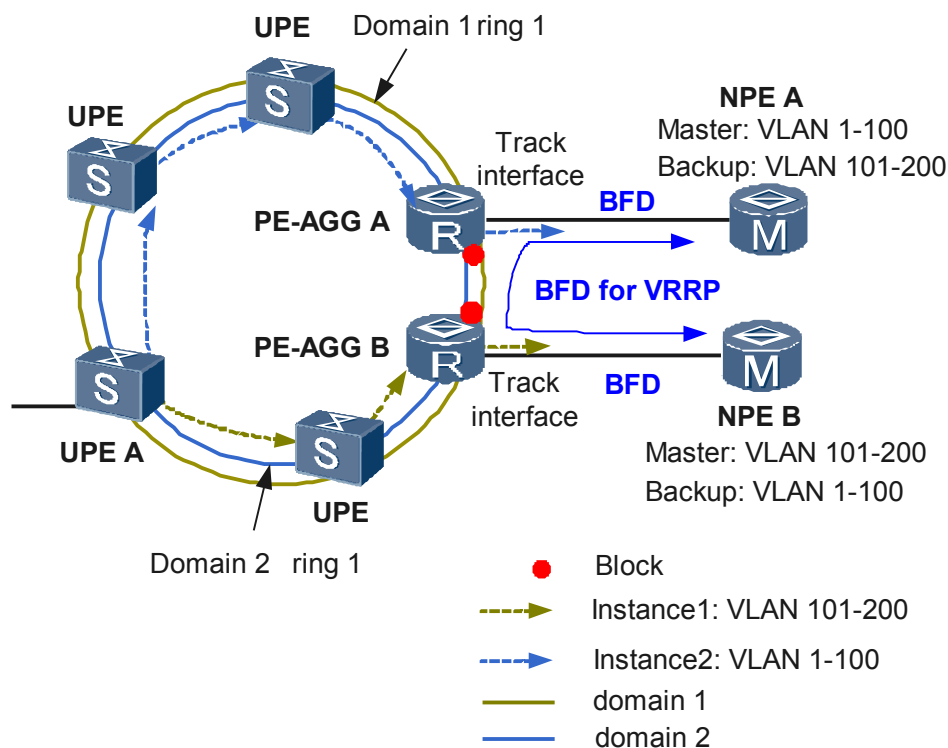 UPE
Domain 1 ring 1
UPE
NPE A
Master: VLAN 1-100
Backup: VLAN 101-200
Track
interface
S
S
PE-AGG A
BFD
R
M
BFD for VRRP
PE-AGG B
R
BFD
M
Track
interface
S
UPE A
S
UPE
NPE B
Master: VLAN 101-200
Backup: VLAN 1-100
Domain 2 ring 1
Block
Instance1: VLAN 101-200
Instance2: VLAN 1-100
domain 1
domain 2